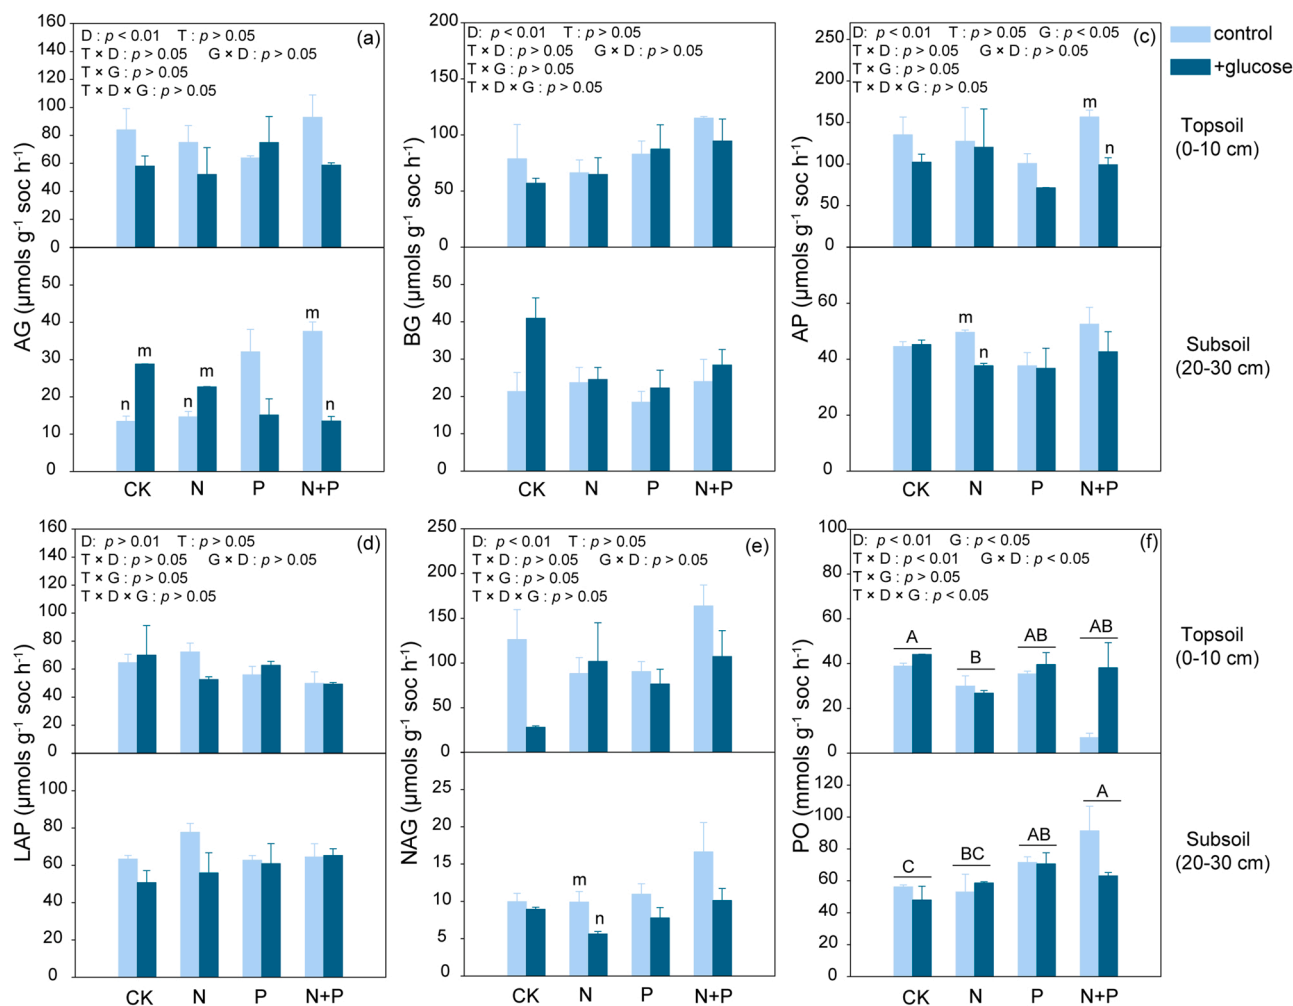 D: p < 0.01 T: p > 0.05
T × D: p > 0.05 G × D: p > 0.05
T × G: p > 0.05
T × D × G: p > 0.05
(a)
160
140
120
100
80
60
40
20
0
50
40
30
20
10
0
AG (μmols g⁻¹ soc h⁻¹)
n
m
n
m
m
n
CK N P N+P
D: p < 0.01 T: p > 0.05
T × D: p > 0.05 G × D: p > 0.05
T × G: p > 0.05
T × D × G: p > 0.05
200
150
100
50
0
50
40
30
20
10
0
BG (μmols g⁻¹ soc h⁻¹)
CK N P N+P
D: p < 0.01 T: p > 0.05 G: p < 0.05
T × D: p > 0.05 G × D: p > 0.05
T × G: p > 0.05
T × D × G: p > 0.05
(c)
250
200
150
100
50
0
60
40
20
0
AP (μmols g⁻¹ soc h⁻¹)
m
n
m
n
CK N P N+P
control
+glucose
Topsoil
(0-10 cm)
Subsoil
(20-30 cm)
D: p > 0.01 T: p > 0.05
T × D: p > 0.05 G × D: p > 0.05
T × G: p > 0.05
T × D × G: p > 0.05
(d)
160
140
120
100
80
60
40
20
0
100
80
60
40
20
0
LAP (μmols g⁻¹ soc h⁻¹)
CK N P N+P
D: p < 0.01 T: p > 0.05
T × D: p > 0.05 G × D: p > 0.05
T × G: p > 0.05
T × D × G: p > 0.05
(e)
250
200
150
100
50
0
25
20
15
10
5
0
NAG (μmols g⁻¹ soc h⁻¹)
m
n
CK N P N+P
D: p < 0.01 G: p < 0.05
T × D: p < 0.01 G × D: p < 0.05
T × G: p > 0.05
T × D × G: p < 0.05
(f)
100
80
60
40
20
0
100
80
60
40
20
0
PO (mmols g⁻¹ soc h⁻¹)
A
B
AB
AB
C
BC
AB
A
CK N P N+P
Topsoil
(0-10 cm)
Subsoil
(20-30 cm)